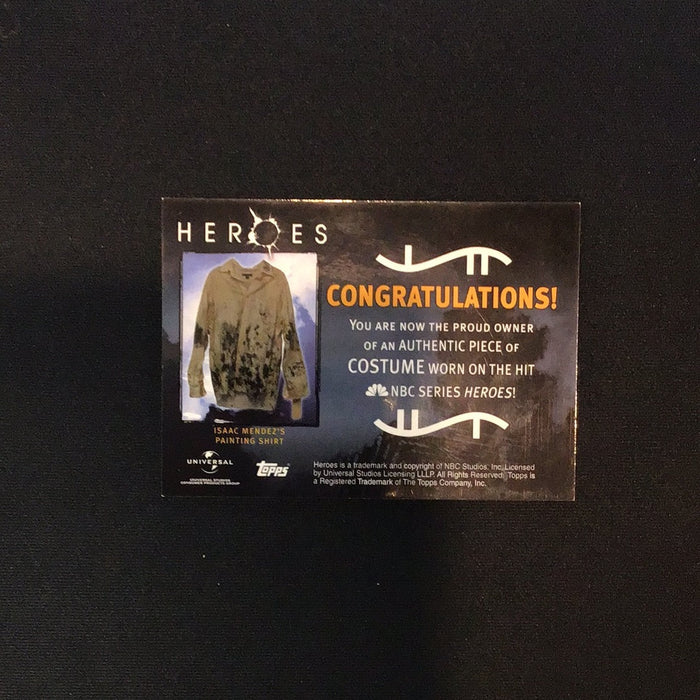 HEROES
CONGRATULATIONS!
YOU ARE NOW THE PROUD OWNER
OF AN AUTHENTIC PIECE OF
COSTUME WORN ON THE HIT
NBC SERIES HEROES!
ISAAC MENDEZ'S
PAINTING SHIRT
UNIVERSAL
UNIVERSAL STUDIOS
CONSUMER PRODUCTS GROUP
Topps
Heroes is a trademark and copyright of NBC Studios, Inc. Licensed
by Universal Studios Licensing LLLP. All Rights Reserved. Topps is
a Registered Trademark of The Topps Company, Inc.